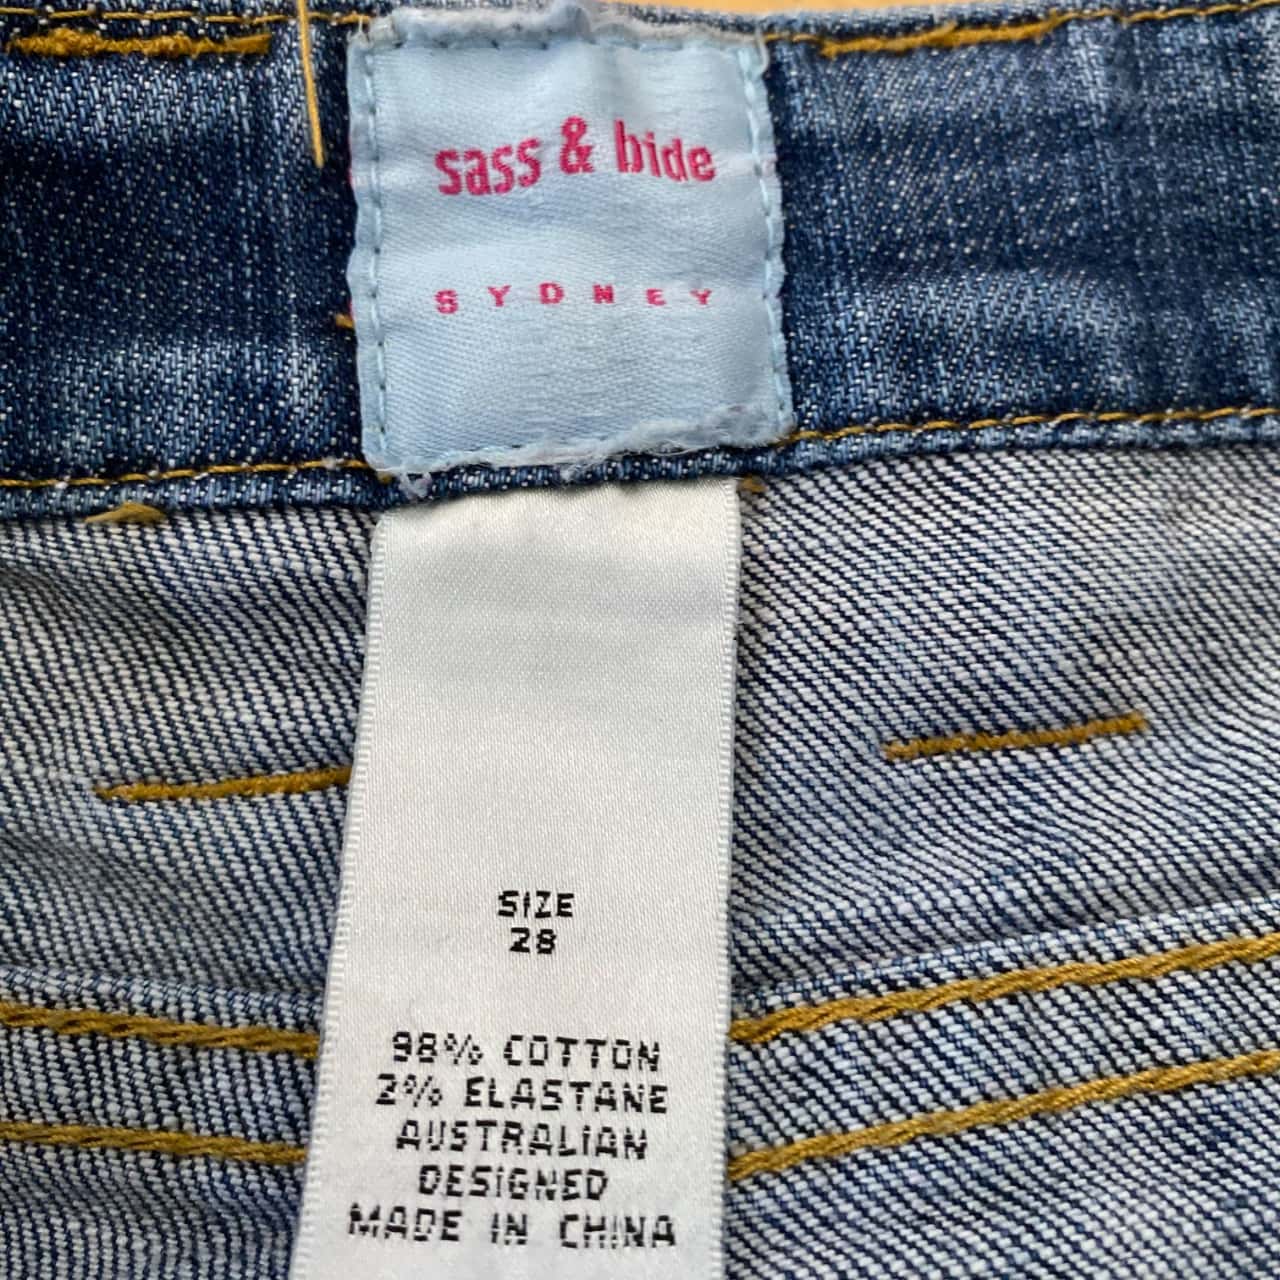 sass & bide
SYDNEY
SIZE
28
98% COTTON
2% ELASTANE
AUSTRALIAN
DESIGNED
MADE IN CHINA